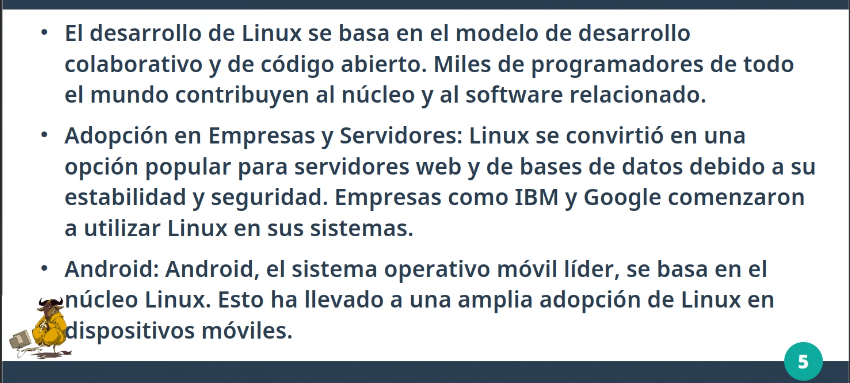 • El desarrollo de Linux se basa en el modelo de desarrollo
colaborativo y de código abierto. Miles de programadores de todo
el mundo contribuyen al núcleo y al software relacionado.
• Adopción en Empresas y Servidores: Linux se convirtió en una
opción popular para servidores web y de bases de datos debido a su
estabilidad y seguridad. Empresas como IBM y Google comenzaron
a utilizar Linux en sus sistemas.
• Android: Android, el sistema operativo móvil líder, se basa en el
núcleo Linux. Esto ha llevado a una amplia adopción de Linux en
dispositivos móviles.
5